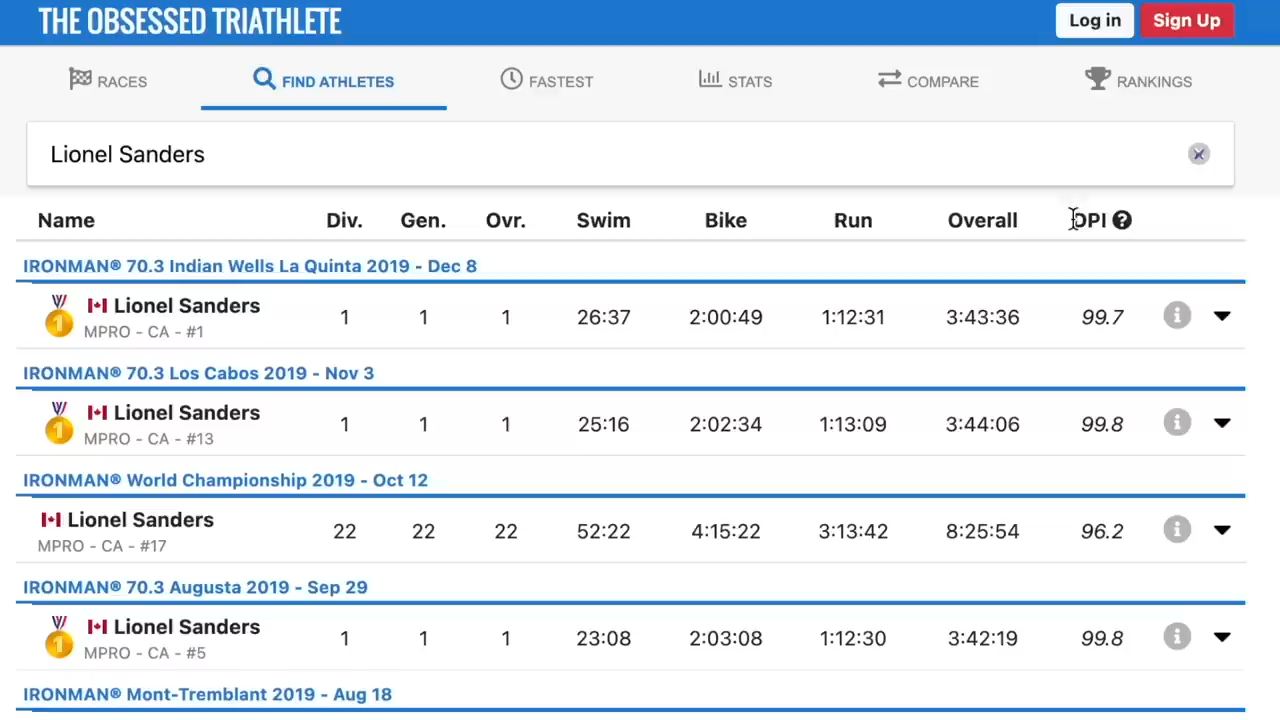 THE OBSESSED TRIATHLETE
Log in
Sign Up
RACES
FIND ATHLETES
FASTEST
STATS
COMPARE
RANKINGS
Lionel Sanders
Name Div. Gen. Ovr. Swim Bike Run Overall OPI ?
IRONMAN® 70.3 Indian Wells La Quinta 2019 - Dec 8
1 Lionel Sanders 1 1 1 26:37 2:00:49 1:12:31 3:43:36 99.7
MPRO - CA - #1
IRONMAN® 70.3 Los Cabos 2019 - Nov 3
1 Lionel Sanders 1 1 1 25:16 2:02:34 1:13:09 3:44:06 99.8
MPRO - CA - #13
IRONMAN® World Championship 2019 - Oct 12
Lionel Sanders 22 22 22 52:22 4:15:22 3:13:42 8:25:54 96.2
MPRO - CA - #17
IRONMAN® 70.3 Augusta 2019 - Sep 29
1 Lionel Sanders 1 1 1 23:08 2:03:08 1:12:30 3:42:19 99.8
MPRO - CA - #5
IRONMAN® Mont-Tremblant 2019 - Aug 18